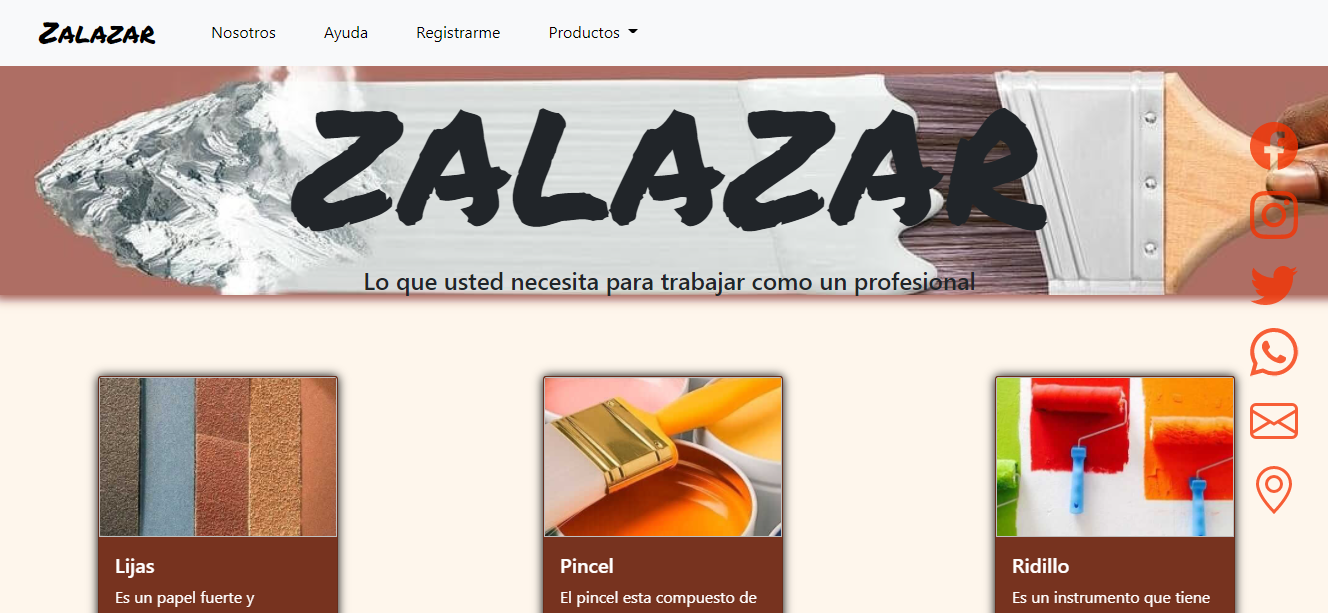 ZALAZAR
Nosotros
Ayuda
Registrarme
Productos
ZALAZAR
Lo que usted necesita para trabajar como un profesional
Lijas
Es un papel fuerte y
Pincel
El pincel esta compuesto de
Ridillo
Es un instrumento que tiene